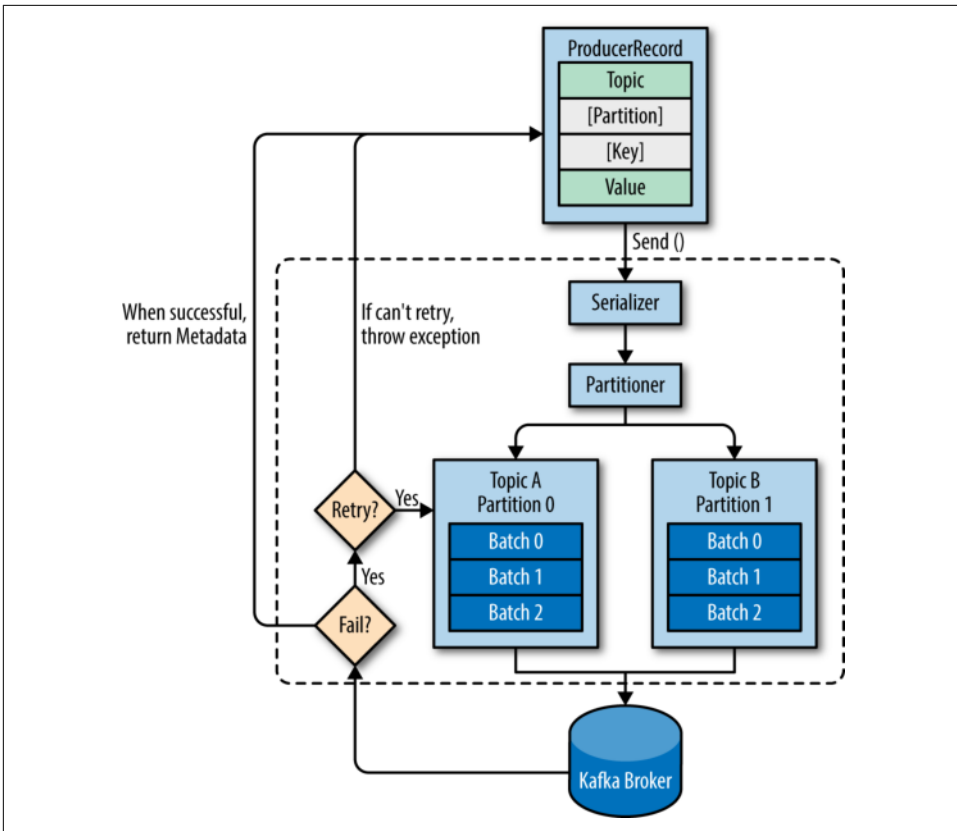 ProducerRecord
Topic
[Partition]
[Key]
Value
Send ()
When successful,
return Metadata
If can't retry,
throw exception
Serializer
Partitioner
Topic A
Partition 0
Batch 0
Batch 1
Batch 2
Topic B
Partition 1
Batch 0
Batch 1
Batch 2
Retry?
Yes
Yes
Fail?
Kafka Broker